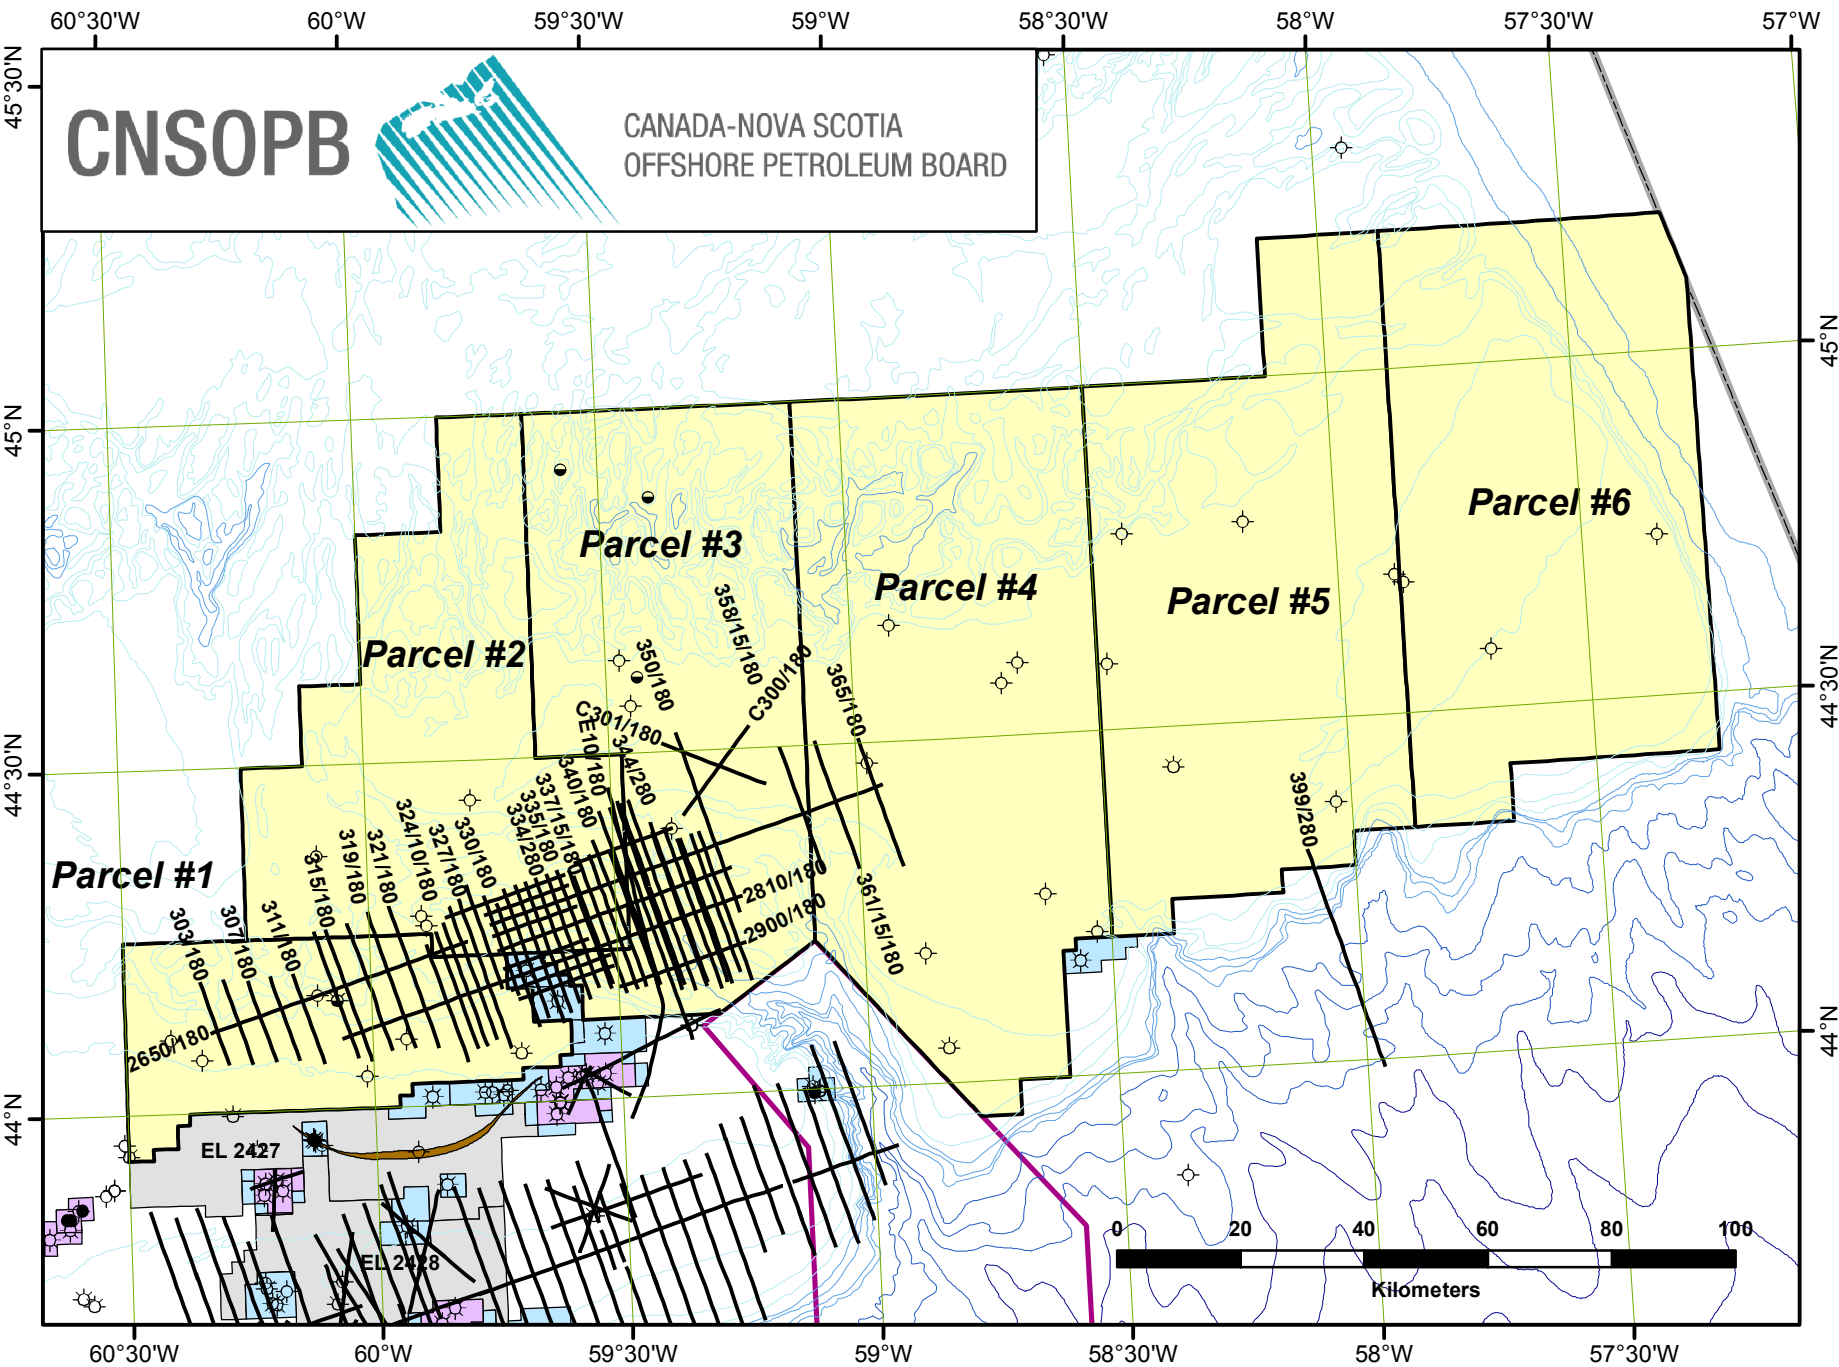 60°30'W
60°W
59°30'W
59°W
58°30'W
58°W
57°30'W
57°W
45°30'N
CNSOPB
CANADA-NOVA SCOTIA
OFFSHORE PETROLEUM BOARD
45°N
45°N
Parcel #6
Parcel #3
Parcel #4
Parcel #5
Parcel #2
44°30'N
44°30'N
358/15/180
350/180
C300/180
365/180
C301/180
E10/180
344/280
340/180
337/15/180
335/180
334/280
330/180
327/180
324/10/180
321/180
319/180
315/180
399/280
Parcel #1
311/180
307/180
303/180
2810/180
2900/180
361/15/180
2650/180
44°N
44°N
EL 2427
EL 2428
0
20
40
60
80
100
Kilometers
60°30'W
60°W
59°30'W
59°W
58°30'W
58°W
57°30'W